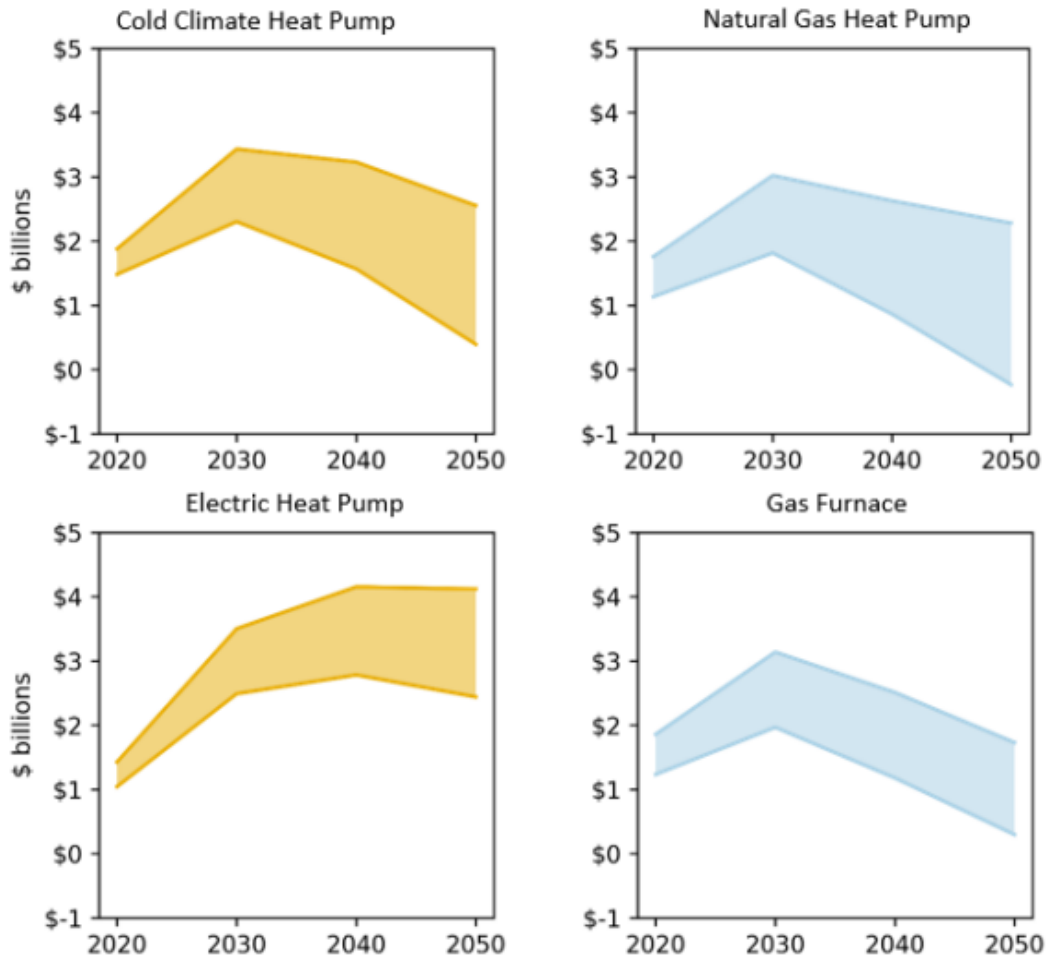 Cold Climate Heat Pump
$5
$4
$3
$2
$1
$0
$-1
$ billions
2020 2030 2040 2050
Natural Gas Heat Pump
$5
$4
$3
$2
$1
$0
$-1
2020 2030 2040 2050
Electric Heat Pump
$5
$4
$3
$2
$1
$0
$-1
$ billions
2020 2030 2040 2050
Gas Furnace
$5
$4
$3
$2
$1
$0
$-1
2020 2030 2040 2050